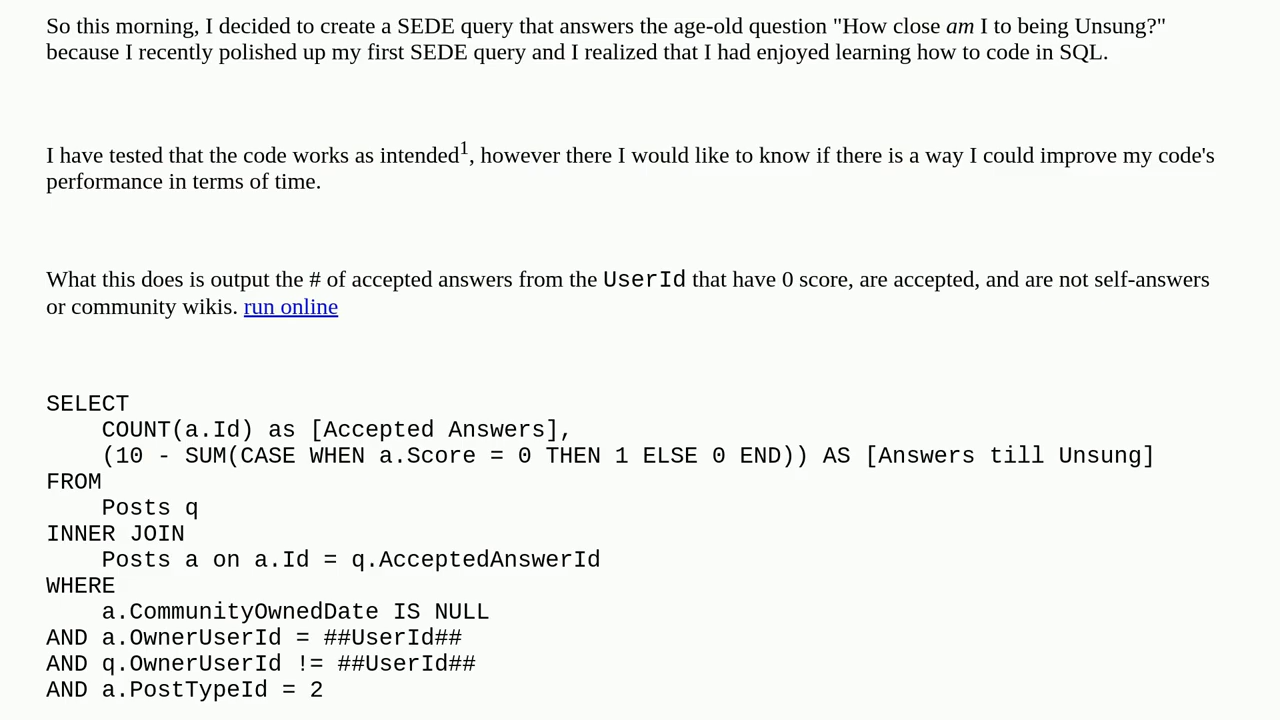 So this morning, I decided to create a SEDE query that answers the age-old question "How close am I to being Unsung?"
because I recently polished up my first SEDE query and I realized that I had enjoyed learning how to code in SQL.
I have tested that the code works as intended1, however there I would like to know if there is a way I could improve my code's
performance in terms of time.
What this does is output the # of accepted answers from the UserId that have 0 score, are accepted, and are not self-answers
or community wikis. run online
SELECT
    COUNT(a.Id) as [Accepted Answers],
    (10 - SUM(CASE WHEN a.Score = 0 THEN 1 ELSE 0 END)) AS [Answers till Unsung]
FROM
    Posts q
INNER JOIN
    Posts a on a.Id = q.AcceptedAnswerId
WHERE
    a.CommunityOwnedDate IS NULL
AND a.OwnerUserId = ##UserId##
AND q.OwnerUserId != ##UserId##
AND a.PostTypeId = 2